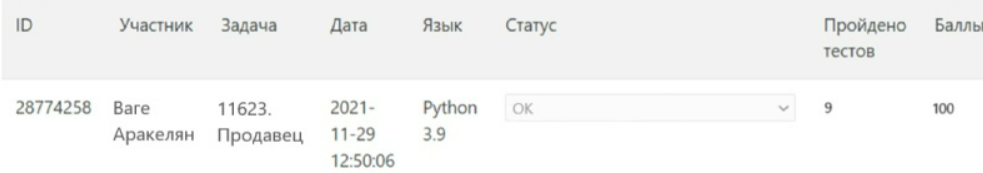 ID Участник Задача Дата Язык Статус Пройдено тестов Баллы
28774258 Ваге Аракелян 11623. Продавец 2021-11-29 12:50:06 Python 3.9 OK 9 100